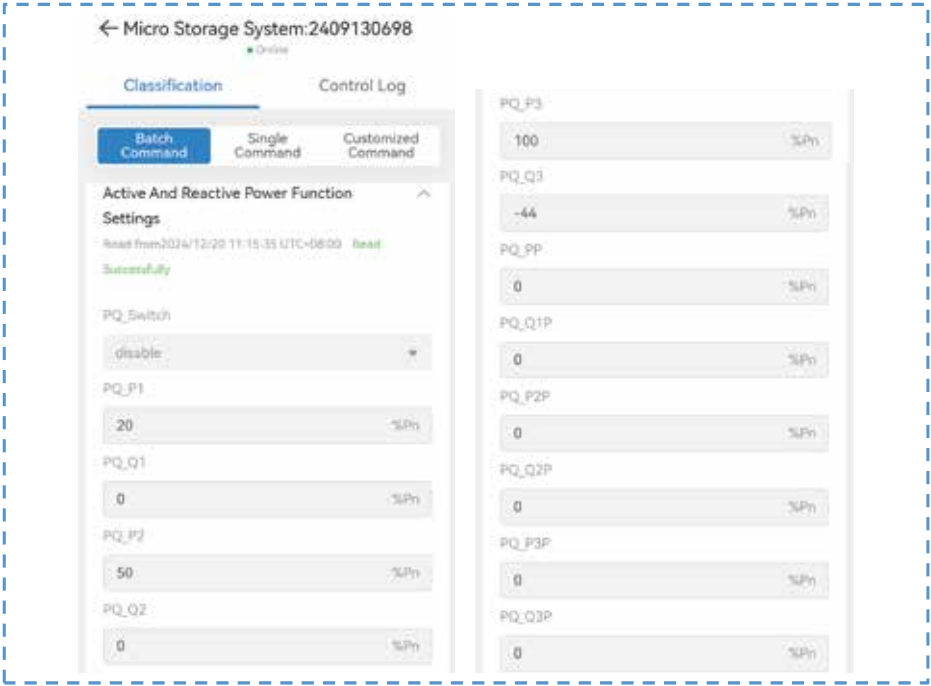 ← Micro Storage System:2409130698
Online
Classification
Control Log
Batch Command
Single Command
Customized Command
Active And Reactive Power Function Settings
Read from2024/12/20 11:15:35 UTC+08:00 Read Successfully
PQ_Switch
disable
PQ_P1
20 %Pn
PQ_Q1
0 %Pn
PQ_P2
50 %Pn
PQ_Q2
0 %Pn
PQ_P3
100 %Pn
PQ_Q3
-44 %Pn
PQ_PP
0 %Pn
PQ_Q1P
0 %Pn
PQ_P2P
0 %Pn
PQ_Q2P
0 %Pn
PQ_P3P
0 %Pn
PQ_Q3P
0 %Pn